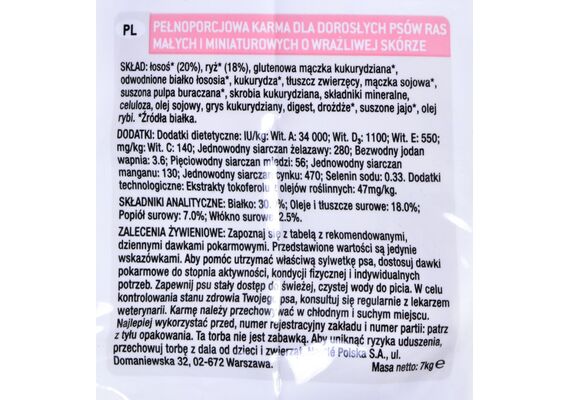 PL
PEŁNOPORCJOWA KARMA DLA DOROSŁYCH PSÓW RAS
MAŁYCH I MINIATUROWYCH O WRAŻLIWEJ SKÓRZE
SKŁAD: łosoś* (20%), ryż* (18%), glutenowa mączka kukurydziana*,
odwodnione białko łososia*, kukurydza*, tłuszcz zwierzęcy, mączka sojowa*,
suszona pulpa buraczana*, skrobia kukurydziana, składniki mineralne,
celuloza, olej sojowy, grys kukurydziany, digest, drożdże*, suszone jajo*, olej
rybi. *Źródła białka.
DODATKI: Dodatki dietetyczne: IU/kg: Wit. A: 34 000; Wit. D₃: 1100; Wit. E: 550;
mg/kg: Wit. C: 140; Jednowodny siarczan żelazawy: 280; Bezwodny jodan
wapnia: 3.6; Pięciowodny siarczan miedzi: 56; Jednowodny siarczan
manganu: 130; Jednowodny siarczan cynku: 470; Selenin sodu: 0.33. Dodatki
technologiczne: Ekstrakty tokoferolu z olejów roślinnych: 47mg/kg.
SKŁADNIKI ANALITYCZNE: Białko: Oleje i tłuszcze surowe: 18.0%;
Popiół surowy: 7.0%; Włókno surowe: 2.5%.
ZALECENIA ŻYWIENIOWE: Zapoznaj się z tabelą z rekomendowanymi,
dziennymi dawkami pokarmowymi. Przedstawione wartości są jedynie
wskazówkami. Aby pomóc utrzymać właściwą sylwetkę psa, dostosuj dawki
pokarmowe do stopnia aktywności, kondycji fizycznej i indywidualnych
potrzeb. Zapewnij psu stały dostęp do świeżej, czystej wody do picia. W celu
kontrolowania stanu zdrowia Twojego psa, konsultuj się regularnie z lekarzem
weterynarii. Karmę należy przechowywać w chłodnym i suchym miejscu.
Najlepiej wykorzystać przed, numer rejestracyjny zakładu i numer partii: patrz
z tyłu opakowania. Ta torba nie jest zabawką. Aby uniknąć ryzyka uduszenia,
przechowuj torbę z dala od dzieci i zwierząt. Polska S.A., ul.
Domaniewska 32, 02-672 Warszawa. Masa netto: 7kg ℮